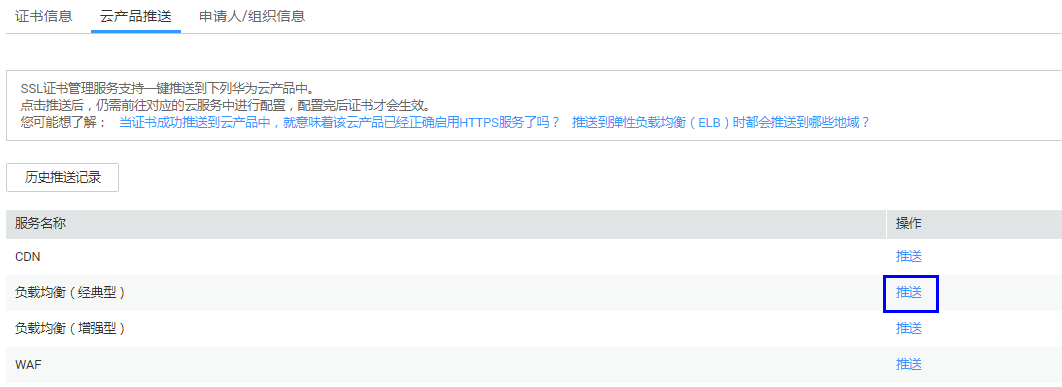 证书信息 云产品推送 申请人/组织信息
SSL证书管理服务支持一键推送到下列华为云产品中。
点击推送后，仍需前往对应的云服务中进行配置，配置完后证书才会生效。
您可能想了解： 当证书成功推送到云产品中，就意味着该云产品已经正确启用HTTPS服务了吗？ 推送到弹性负载均衡（ELB）时都会推送到哪些地域？
历史推送记录
服务名称 操作
CDN 推送
负载均衡（经典型） 推送
负载均衡（增强型） 推送
WAF 推送